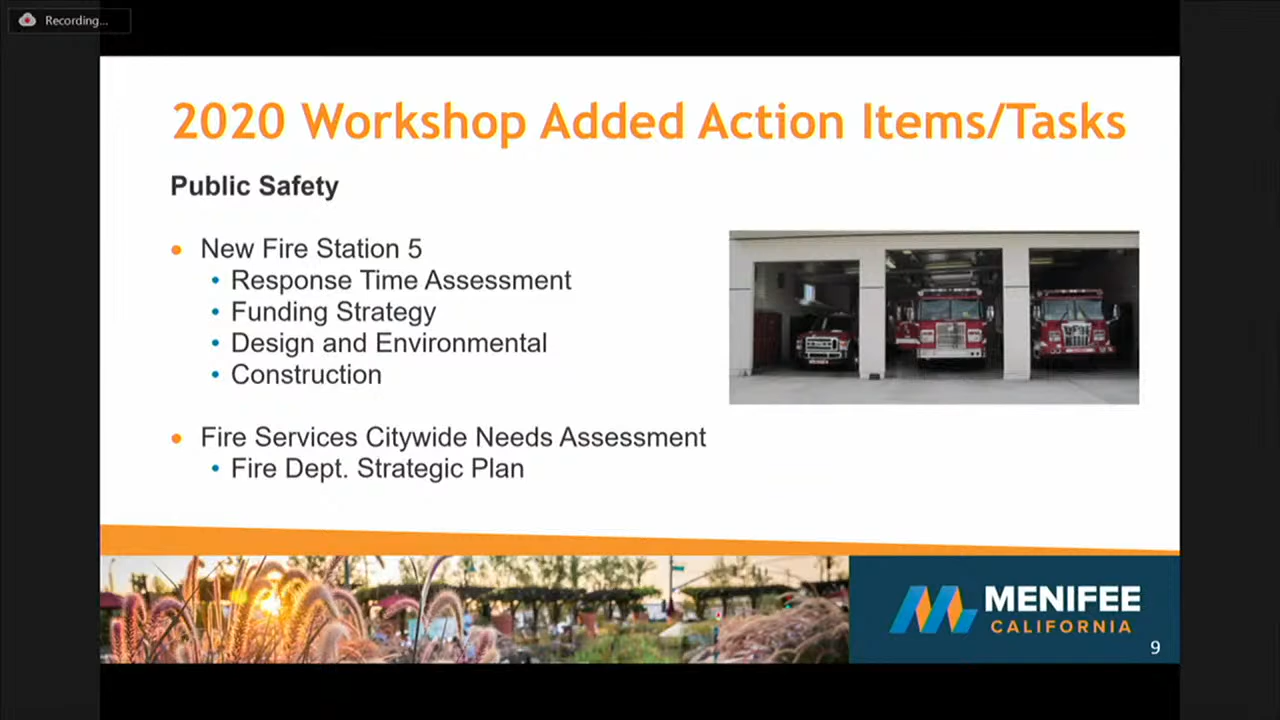 Recording...
2020 Workshop Added Action Items/Tasks
Public Safety
• New Fire Station 5
• Response Time Assessment
• Funding Strategy
• Design and Environmental
• Construction
• Fire Services Citywide Needs Assessment
• Fire Dept. Strategic Plan
MENIFEE
CALIFORNIA
9